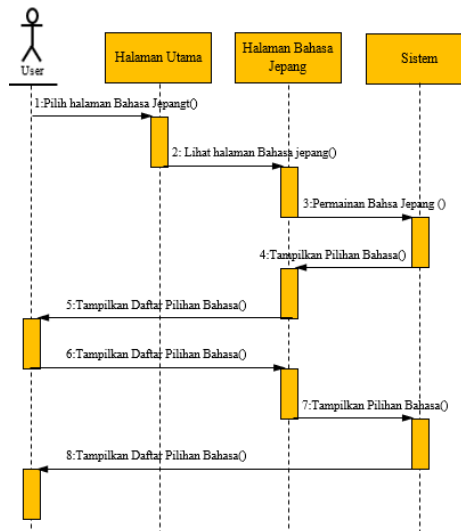 User
Halaman Utama
Halaman Bahasa
Jepang
Sistem
1:Pilih halaman Bahasa Jepangt()
2: Lihat halaman Bahasa jepang()
3:Permainan Bahsa Jepang ()
4:Tampilkan Pilihan Bahasa()
5:Tampilkan Daftar Pilihan Bahasa()
6:Tampilkan Daftar Pilihan Bahasa()
7:Tampilkan Pilihan Bahasa()
8:Tampilkan Daftar Pilihan Bahasa()